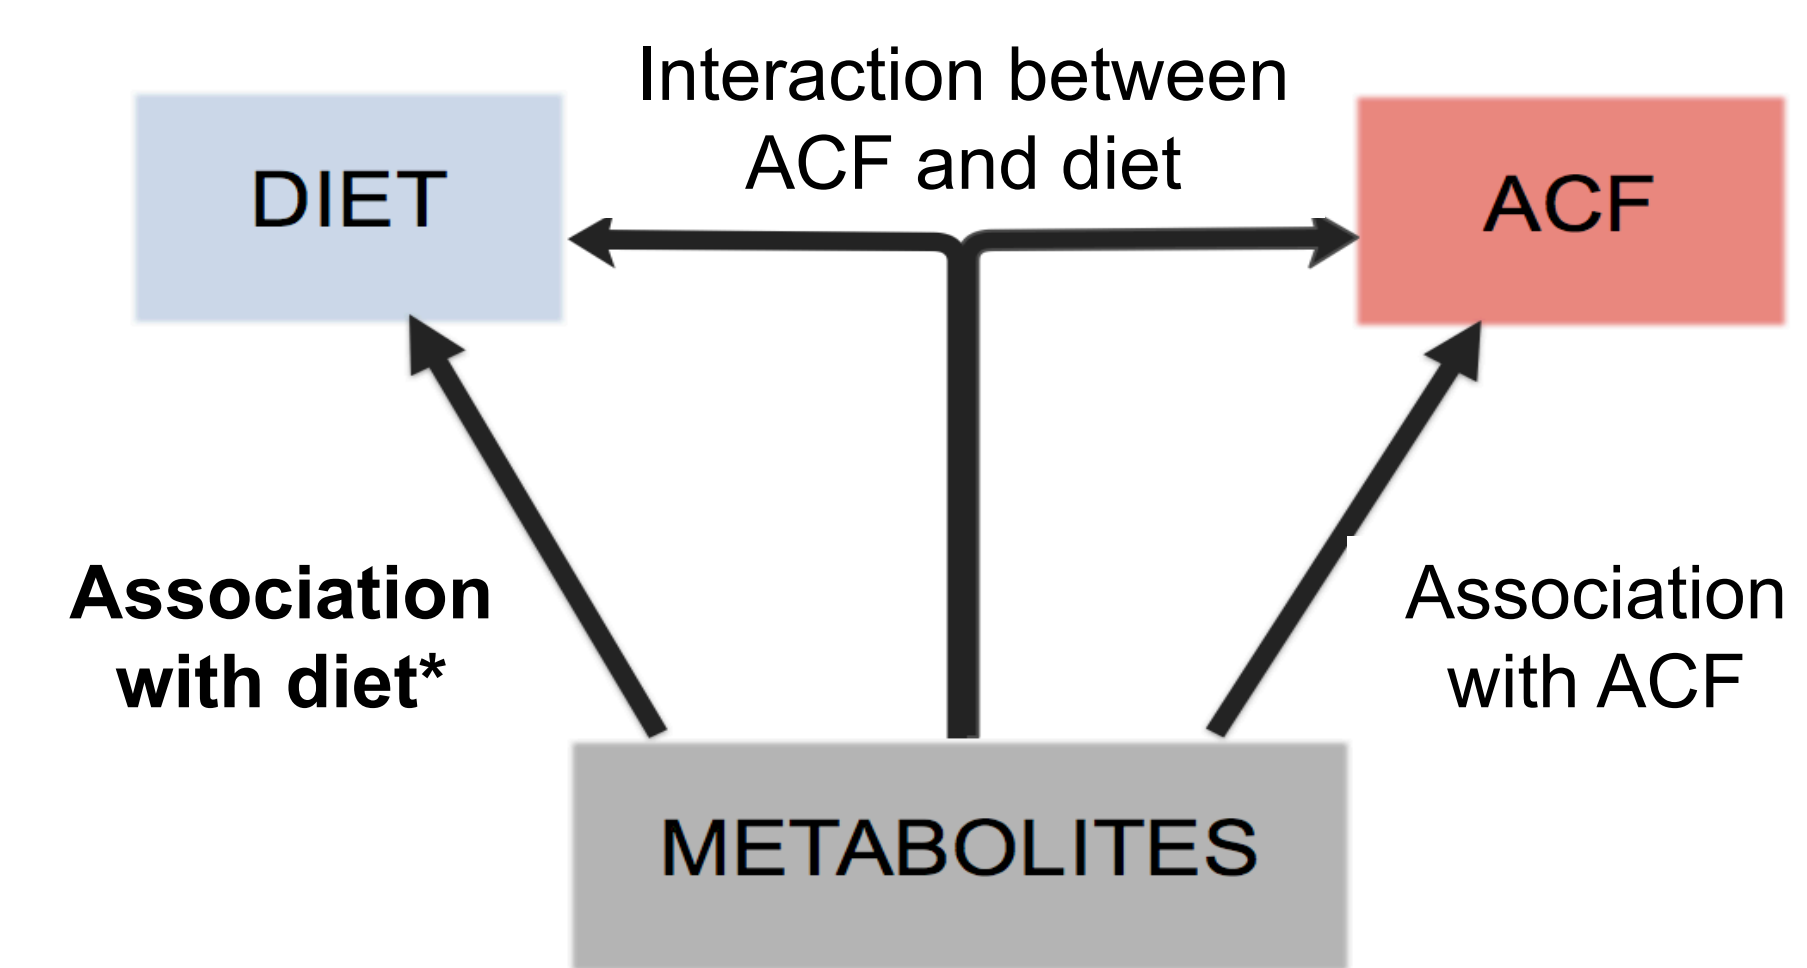 Interaction between
ACF and diet
DIET
ACF
Association
with diet*
Association
with ACF
METABOLITES